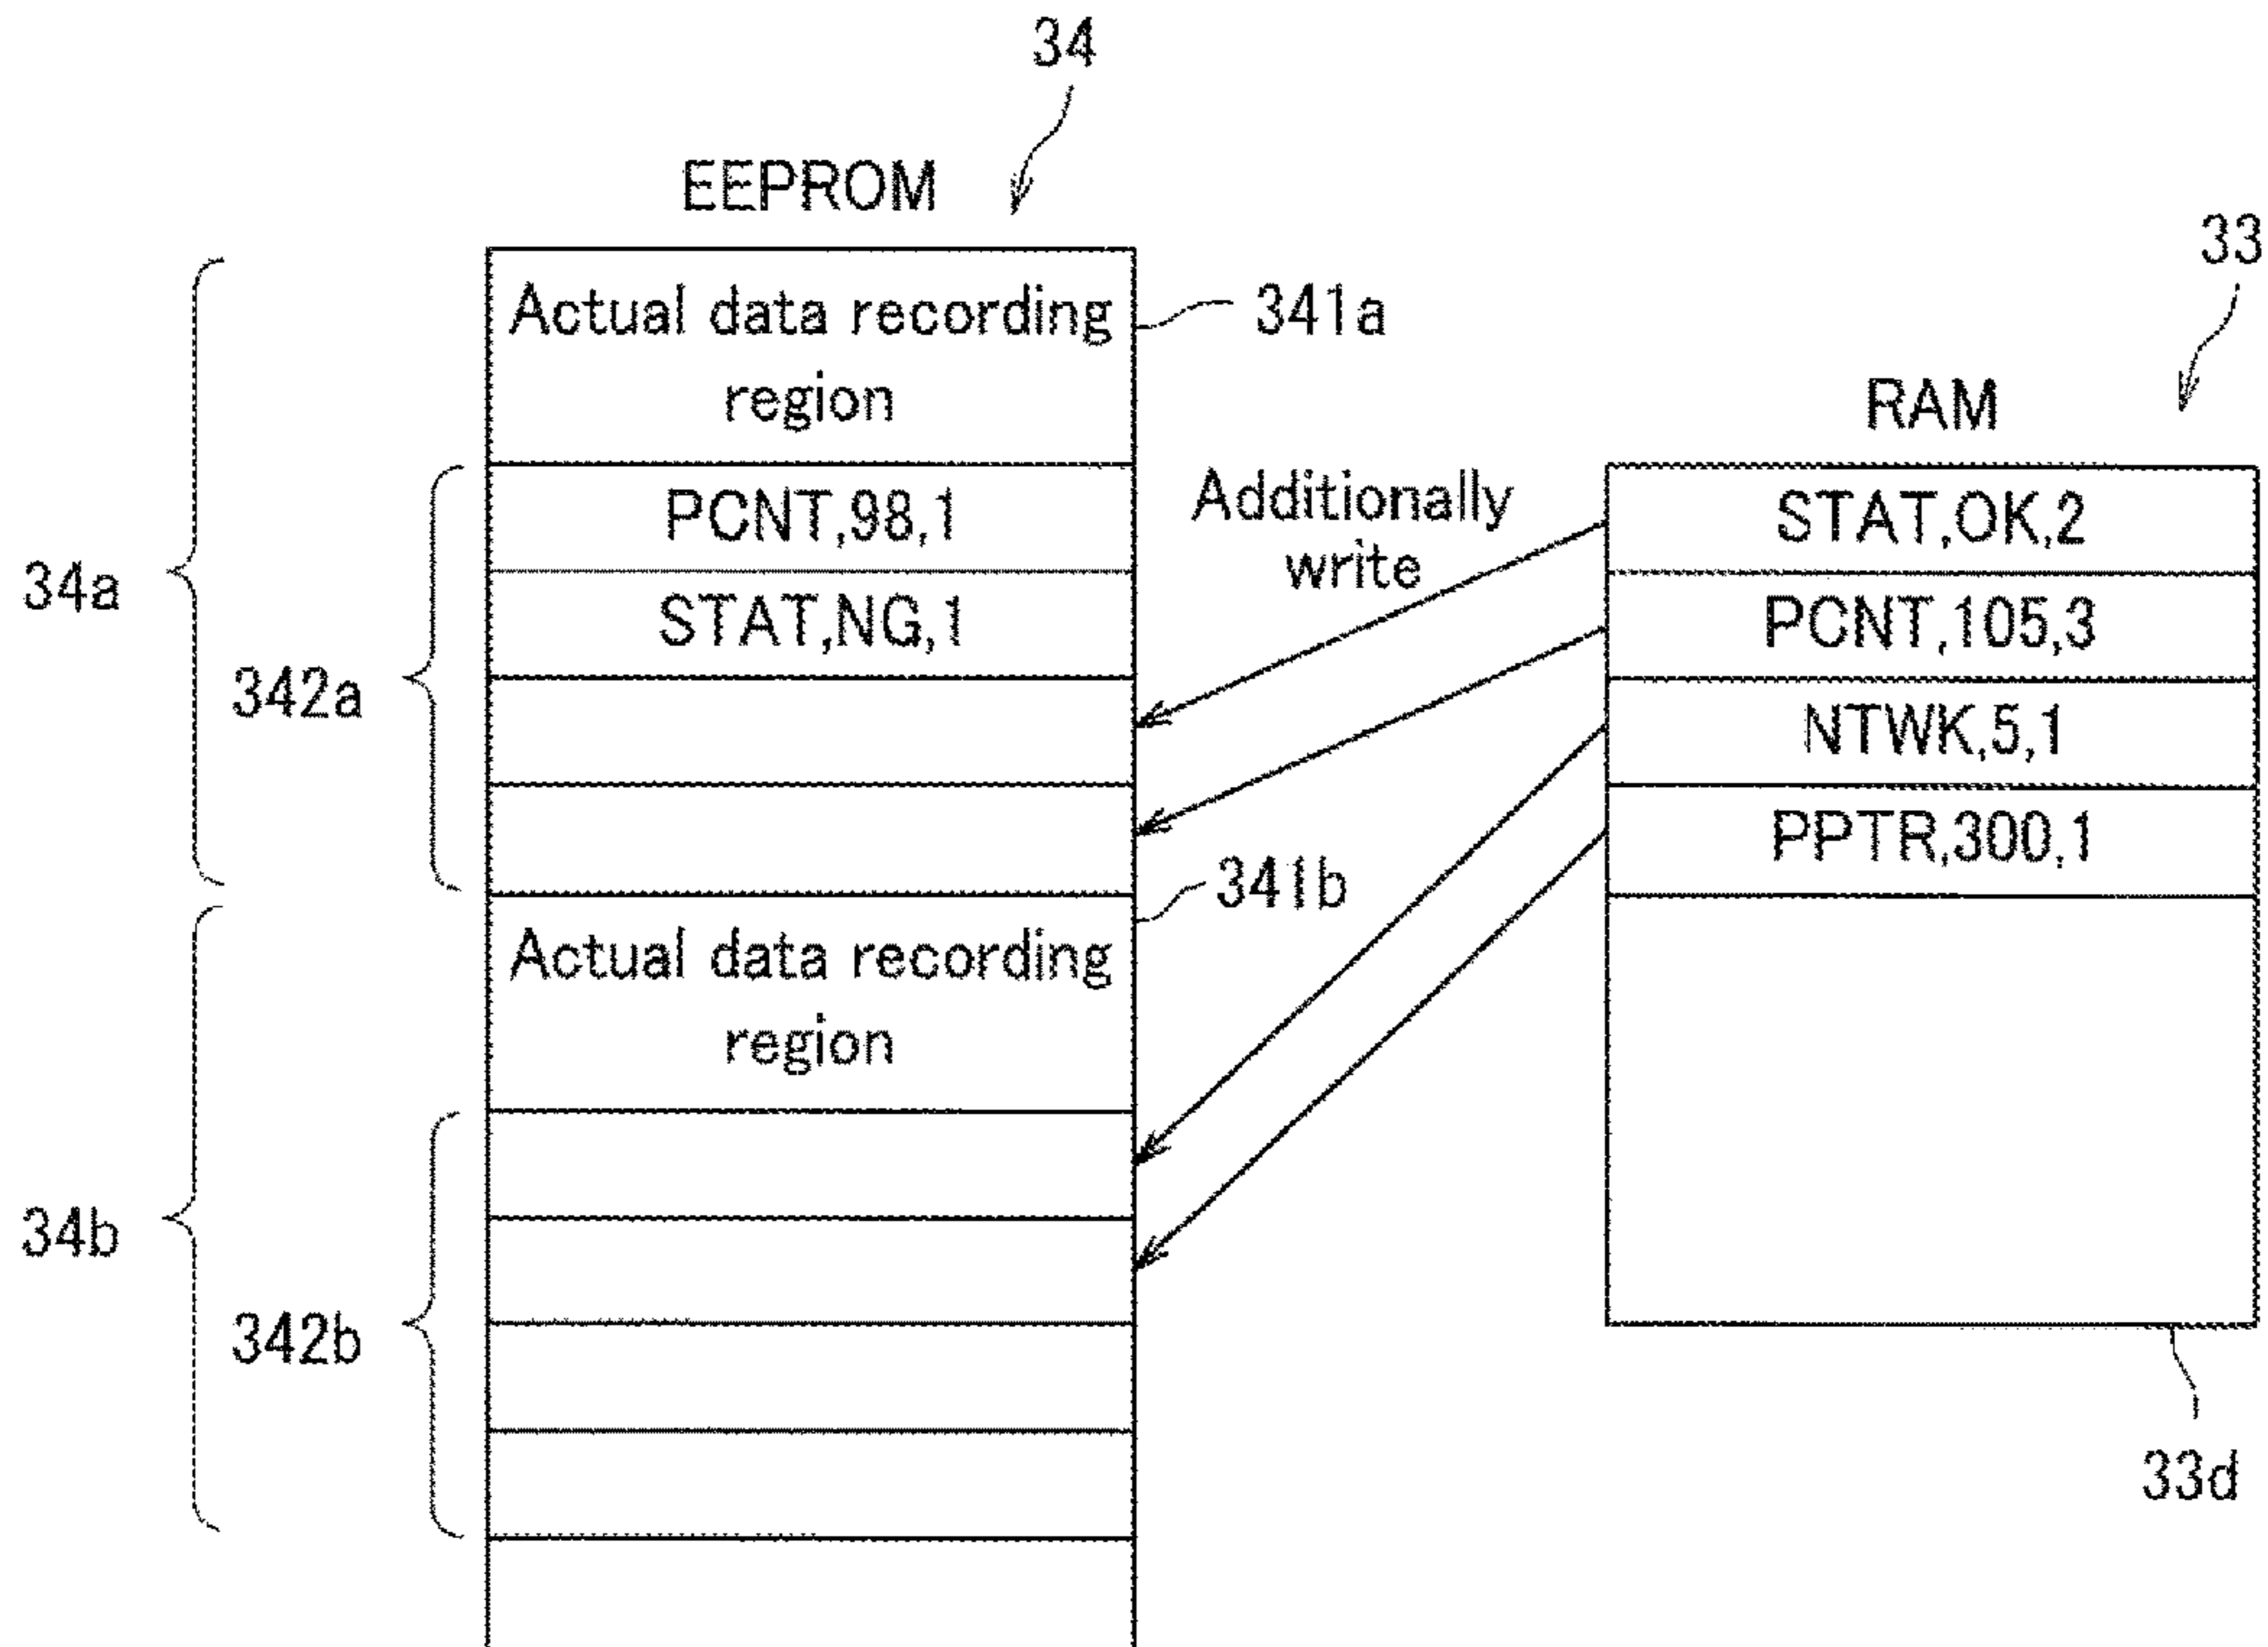 34
EEPROM
33
Actual data recording
region
341a
RAM
PCNT,98,1
STAT,NG,1
Additionally
write
STAT,OK,2
PCNT,105,3
NTWK,5,1
PPTR,300,1
34a
342a
341b
Actual data recording
region
34b
342b
33d